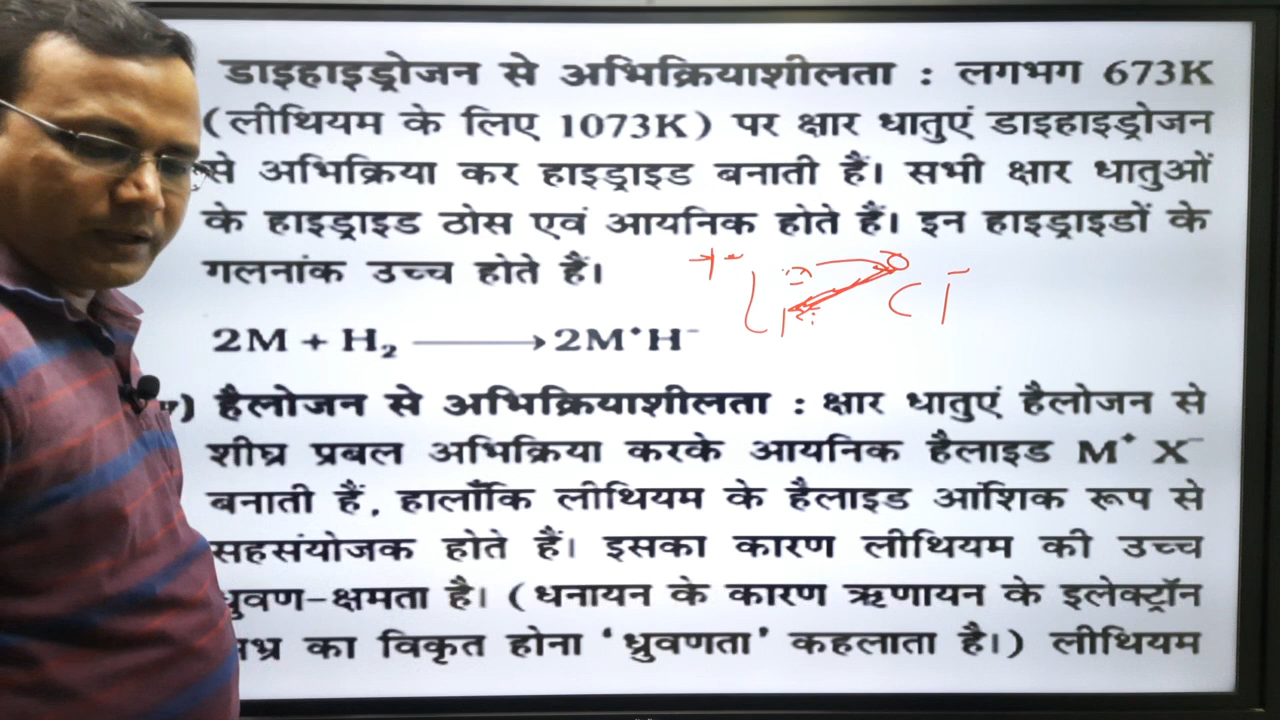 डाइहाइड्रोजन से अभिक्रियाशीलता : लगभग 673K
(लीथियम के लिए 1073K) पर क्षार धातुएं डाइहाइड्रोजन
से अभिक्रिया कर हाइड्राइड बनाती हैं। सभी क्षार धातुओं
के हाइड्राइड ठोस एवं आयनिक होते हैं। इन हाइड्राइडों के
गलनांक उच्च होते हैं।
Li Cl
2M + H₂ ⟶ 2M⁺H⁻
) हैलोजन से अभिक्रियाशीलता : क्षार धातुएं हैलोजन से
शीघ्र प्रबल अभिक्रिया करके आयनिक हैलाइड M⁺ X⁻
बनाती हैं, हालाँकि लीथियम के हैलाइड आंशिक रूप से
सहसंयोजक होते हैं। इसका कारण लीथियम की उच्च
ध्रुवण-क्षमता है। (धनायन के कारण ऋणायन के इलेक्ट्रॉन
का विकृत होना ‘ध्रुवणता’ कहलाता है।) लीथियम